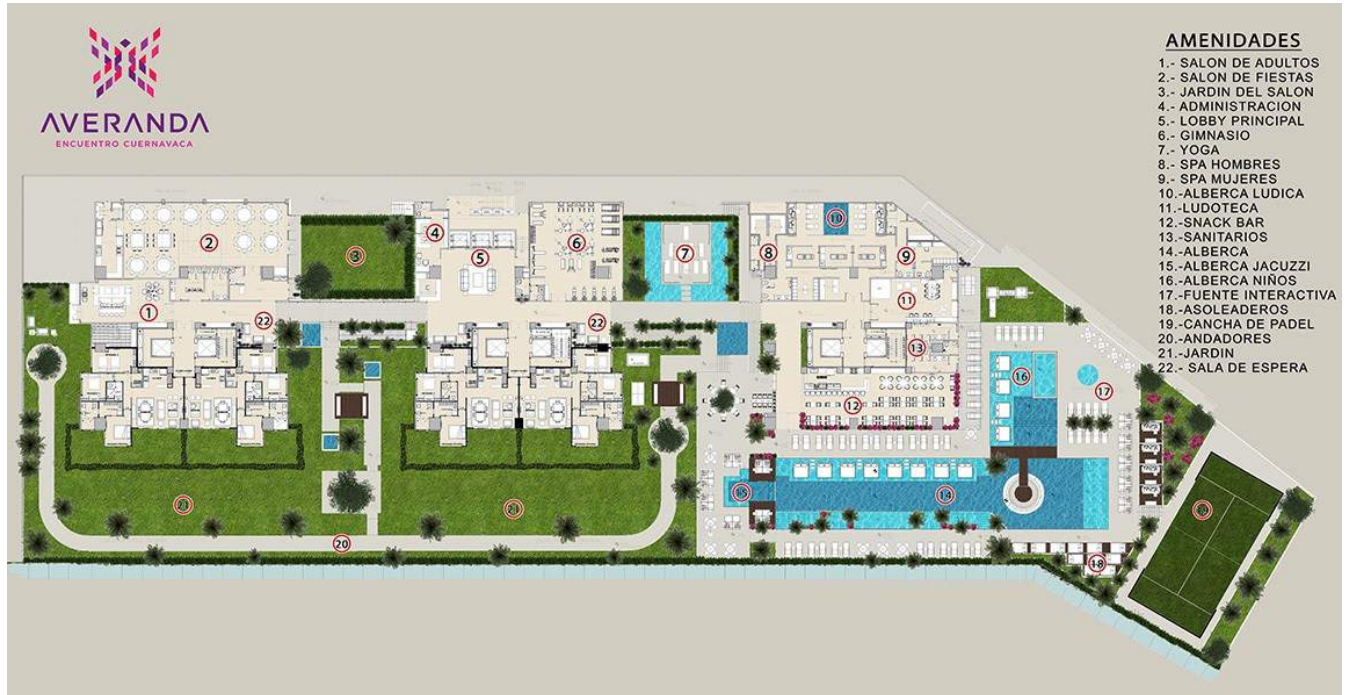 AVERANDA
ENCUENTRO CUERNAVACA
AMENIDADES
1.- SALON DE ADULTOS
2.- SALON DE FIESTAS
3.- JARDIN DEL SALON
4.- ADMINISTRACION
5.- LOBBY PRINCIPAL
6.- GIMNASIO
7.- YOGA
8.- SPA HOMBRES
9.- SPA MUJERES
10.-ALBERCA LUDICA
11.-LUDOTECA
12.-SNACK BAR
13.-SANITARIOS
14.-ALBERCA
15.-ALBERCA JACUZZI
16.-ALBERCA NIÑOS
17.-FUENTE INTERACTIVA
18.-ASOLEADEROS
19.-CANCHA DE PADEL
20.-ANDADORES
21.-JARDIN
22.- SALA DE ESPERA
2
3
4
5
6
7
8
10
9
11
1
22
22
13
16
17
12
15
14
21
21
19
20
18